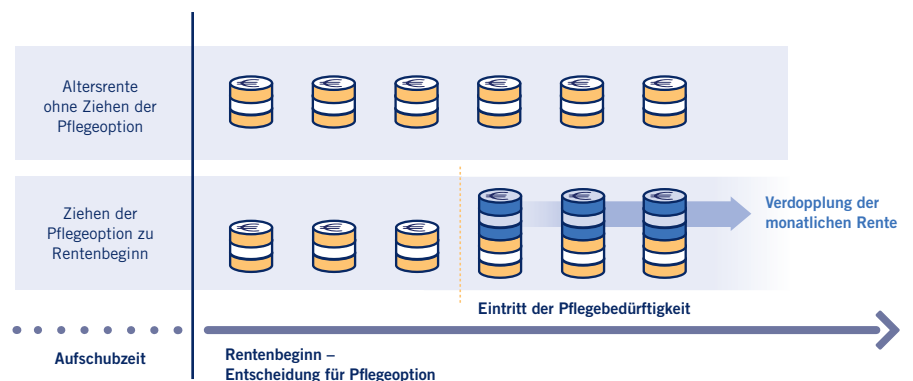 Altersrente
ohne Ziehen der
Pflegeoption
Ziehen der
Pflegeoption zu
Rentenbeginn
Verdopplung der
monatlichen Rente
Eintritt der Pflegebedürftigkeit
Aufschubzeit
Rentenbeginn –
Entscheidung für Pflegeoption